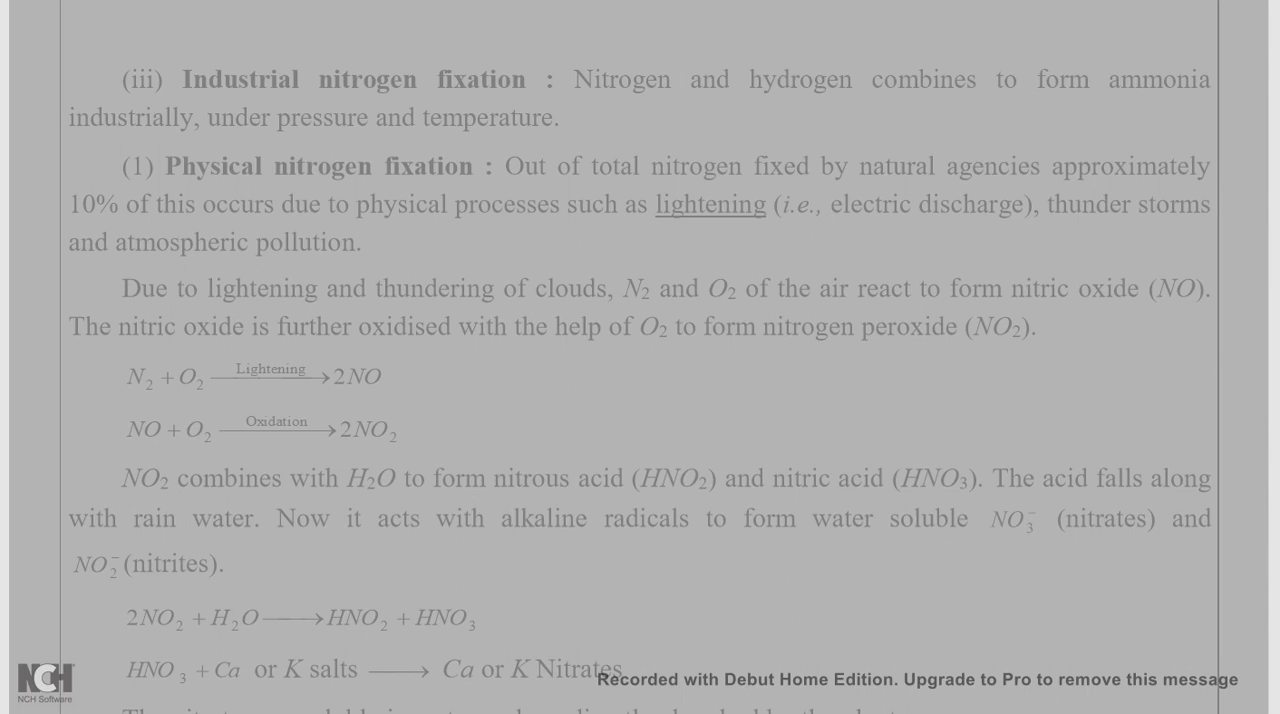 (iii) Industrial nitrogen fixation : Nitrogen and hydrogen combines to form ammonia
industrially, under pressure and temperature.
(1) Physical nitrogen fixation : Out of total nitrogen fixed by natural agencies approximately
10% of this occurs due to physical processes such as lightening (i.e., electric discharge), thunder storms
and atmospheric pollution.
Due to lightening and thundering of clouds, N₂ and O₂ of the air react to form nitric oxide (NO).
The nitric oxide is further oxidised with the help of O₂ to form nitrogen peroxide (NO₂).
N₂ + O₂ —Lightening→ 2NO
NO + O₂ —Oxidation→ 2NO₂
NO₂ combines with H₂O to form nitrous acid (HNO₂) and nitric acid (HNO₃). The acid falls along
with rain water. Now it acts with alkaline radicals to form water soluble NO₃⁻ (nitrates) and
NO₂⁻ (nitrites).
2NO₂ + H₂O ⟶ HNO₂ + HNO₃
HNO₃ + Ca or K salts ⟶ Ca or K Nitrates
NCH
NCH Software
Recorded with Debut Home Edition. Upgrade to Pro to remove this message